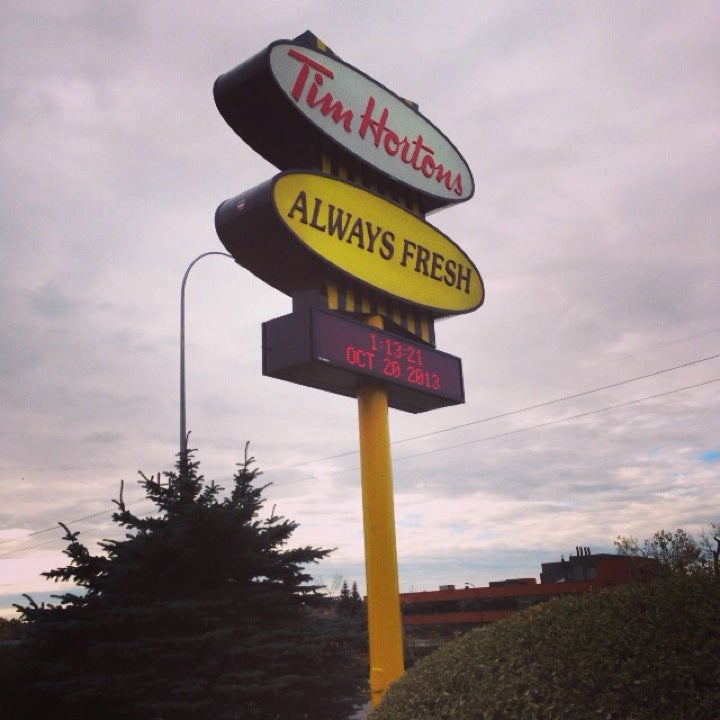 Tim Hortons
ALWAYS FRESH
1:13:21
OCT 20 2013